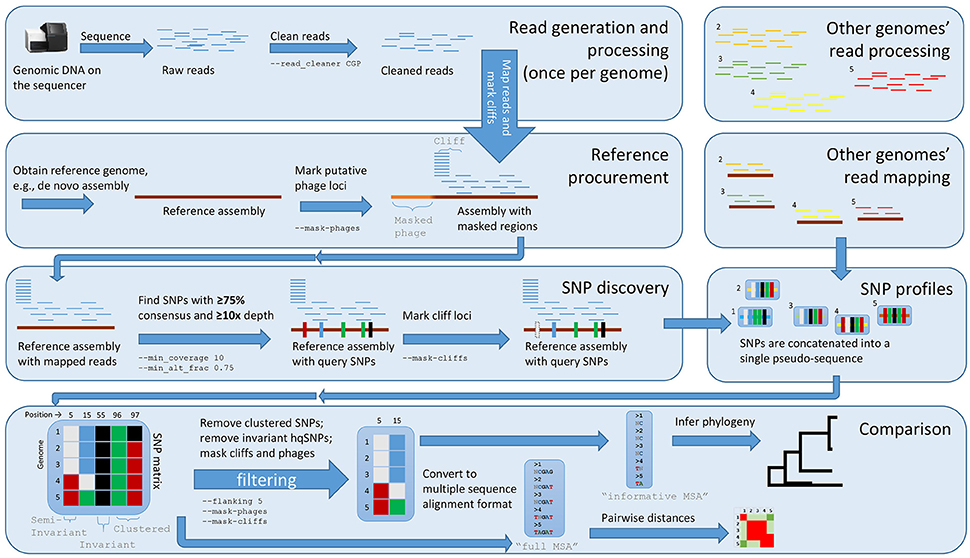 Sequence
Genomic DNA on
the sequencer
Raw reads
Clean reads
--read_cleaner CGP
Cleaned reads
Read generation and
processing
(once per genome)
Map reads and
mark cliffs
Other genomes'
read processing
2
3
4
5
Obtain reference genome,
e.g., de novo assembly
Reference assembly
Mark putative
phage loci
--mask-phages
Cliff
Masked
phage
Assembly with
masked regions
Reference
procurement
Other genomes'
read mapping
2
3
4
5
Reference assembly
with mapped reads
Find SNPs with ≥75%
consensus and ≥10x depth
--min_coverage 10
--min_alt_frac 0.75
Reference assembly
with query SNPs
Mark cliff loci
--mask-cliffs
Reference assembly
with query SNPs
SNP discovery
SNP profiles
2
1
3
4
5
SNPs are concatenated into a
single pseudo-sequence
Position → 5 15 55 96 97
Genome
1
2
3
4
5
SNP matrix
Semi-
Invariant
Invariant
Clustered
Remove clustered SNPs;
remove invariant hqSNPs;
mask cliffs and phages
filtering
--flanking 5
--mask-phages
--mask-cliffs
5 15
1
2
3
4
5
Convert to
multiple sequence
alignment format
>1
NCGAG
>2
NCGAG
>3
NCGAT
>4
TNGAT
>5
TAGAT
"full MSA"
>1
NC
>2
NC
>3
NC
>4
TN
>5
TA
"informative MSA"
Infer phylogeny
Pairwise distances
1 2 3 4 5
1
2
3
4
5
Comparison